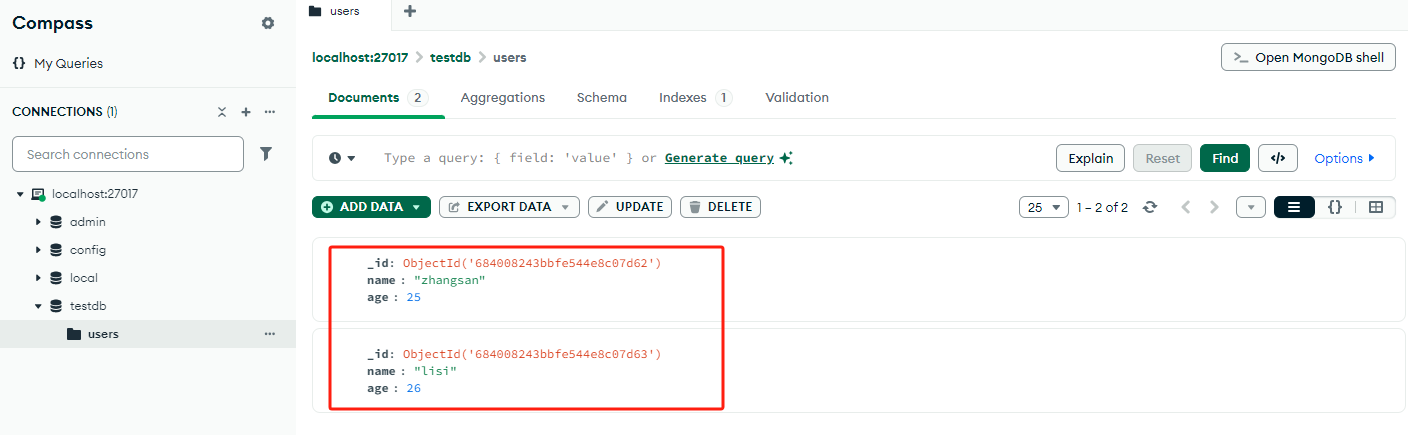 Compass
My Queries
CONNECTIONS (1)
Search connections
localhost:27017
admin
config
local
testdb
users
users
localhost:27017 > testdb > users
Open MongoDB shell
Documents 2 Aggregations Schema Indexes 1 Validation
Type a query: { field: 'value' } or Generate query
Explain Reset Find </> Options
ADD DATA EXPORT DATA UPDATE DELETE
25 1 – 2 of 2 {}
_id: ObjectId('684008243bbfe544e8c07d62')
name : "zhangsan"
age : 25
_id: ObjectId('684008243bbfe544e8c07d63')
name : "lisi"
age : 26